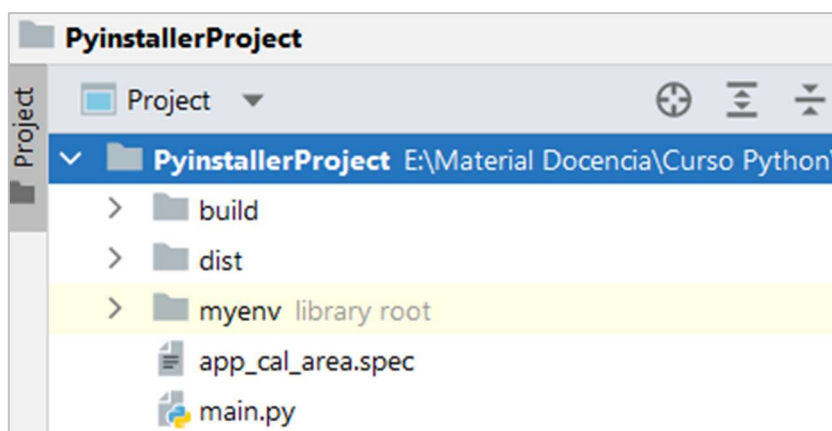 PyinstallerProject
Project
Project
PyinstallerProject E:\Material Docencia\Curso Python\
build
dist
myenv library root
app_cal_area.spec
main.py